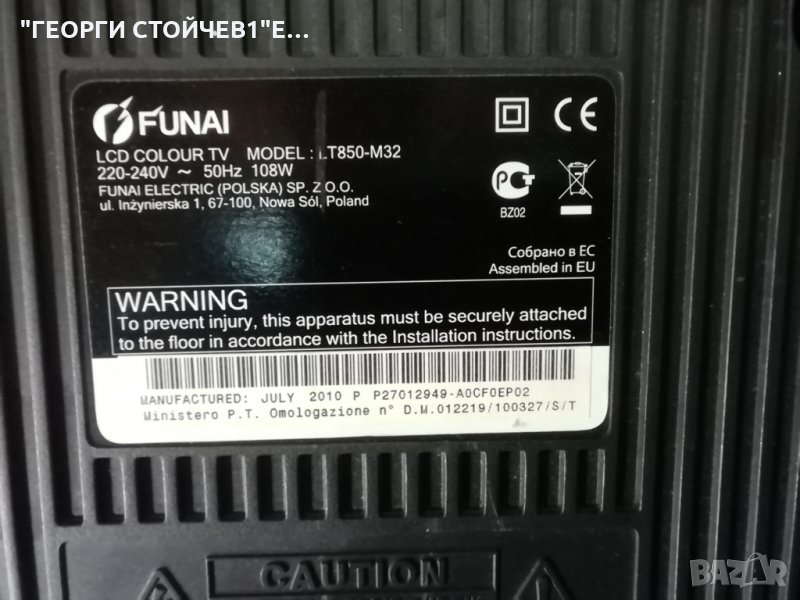 "ГЕОРГИ СТОЙЧЕВ1"Е...
FUNAI
LCD COLOUR TV MODEL : LT850-M32
220-240V ~ 50Hz 108W
FUNAI ELECTRIC (POLSKA) SP. Z O.O.
ul. Inżynierska 1, 67-100, Nowa Sól, Poland
CE
PCT
BZ02
Собрано в ЕС
Assembled in EU
WARNING
To prevent injury, this apparatus must be securely attached
to the floor in accordance with the Installation instructions.
MANUFACTURED: JULY 2010 P P27012949-A0CF0EP02
Ministero P.T. Omologazione n° D.M.012219/100327/S/T
CAUTION
BAZAR